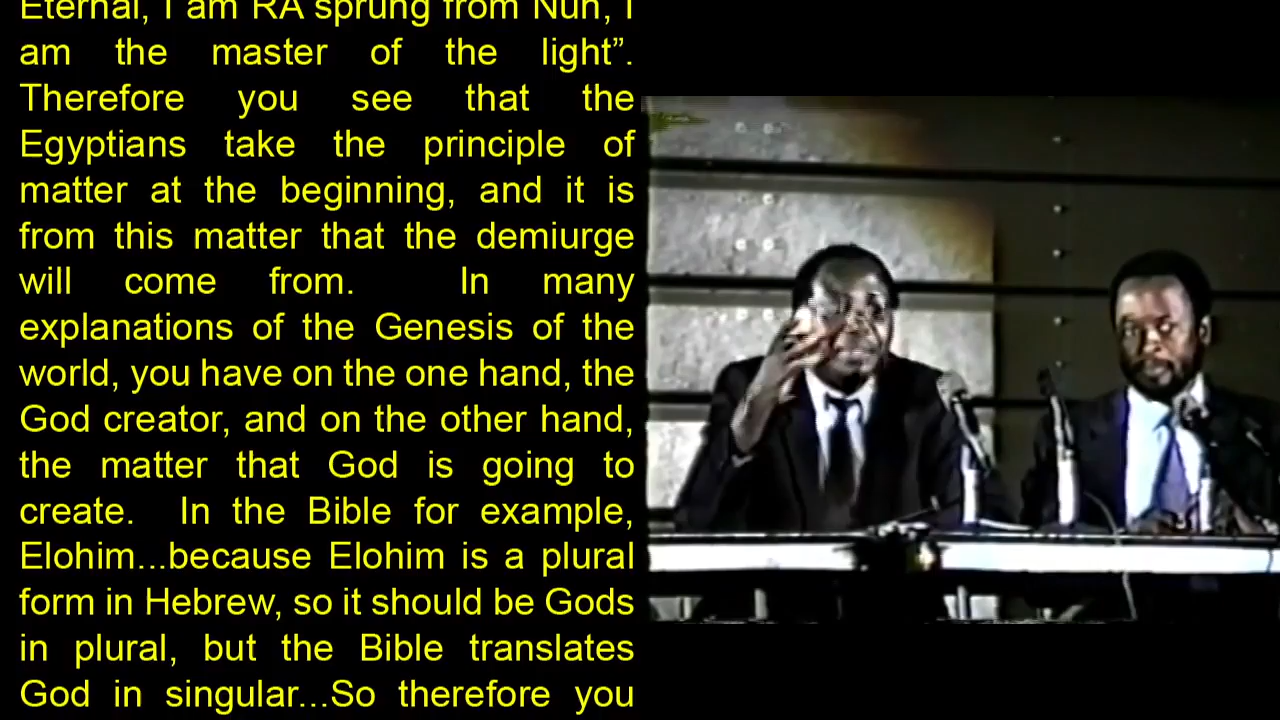 Eternal, I am RA sprung from Nun, I
am the master of the light”.
Therefore you see that the
Egyptians take the principle of
matter at the beginning, and it is
from this matter that the demiurge
will come from. In many
explanations of the Genesis of the
world, you have on the one hand, the
God creator, and on the other hand,
the matter that God is going to
create. In the Bible for example,
Elohim...because Elohim is a plural
form in Hebrew, so it should be Gods
in plural, but the Bible translates
God in singular...So therefore you